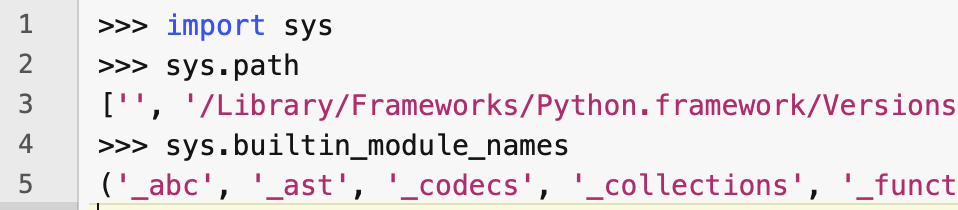 1 >>> import sys
2 >>> sys.path
3 ['', '/Library/Frameworks/Python.framework/Versions
4 >>> sys.builtin_module_names
5 ('_abc', '_ast', '_codecs', '_collections', '_funct